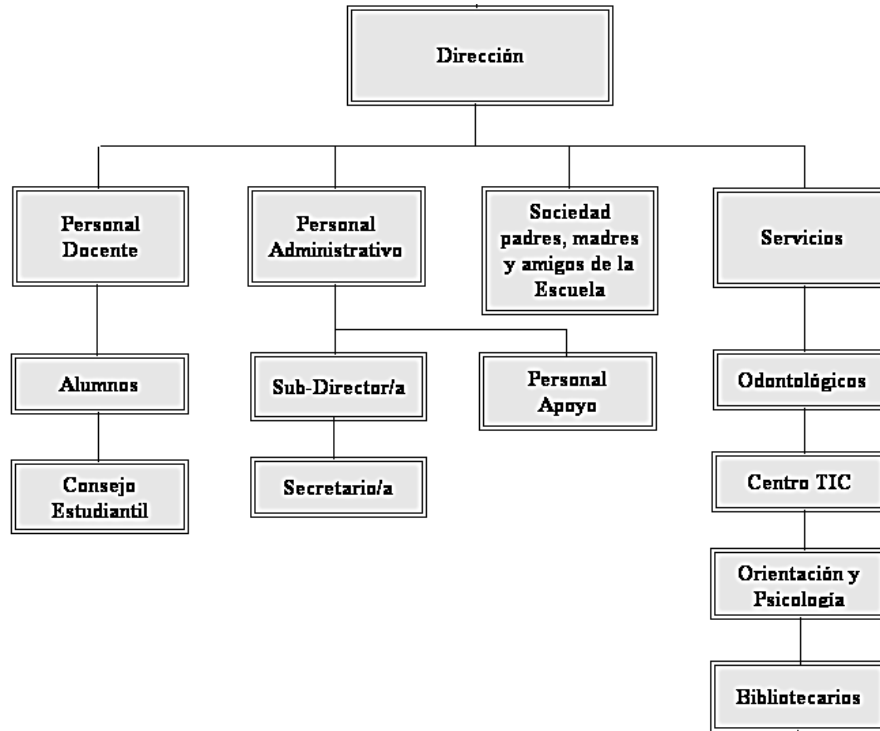 Dirección
Personal
Docente
Personal
Administrativo
Sociedad
padres, madres
y amigos de la
Escuela
Servicios
Alumnos
Sub-Director/a
Personal
Apoyo
Odontológicos
Consejo
Estudiantil
Secretario/a
Centro TIC
Orientación y
Psicología
Bibliotecarios